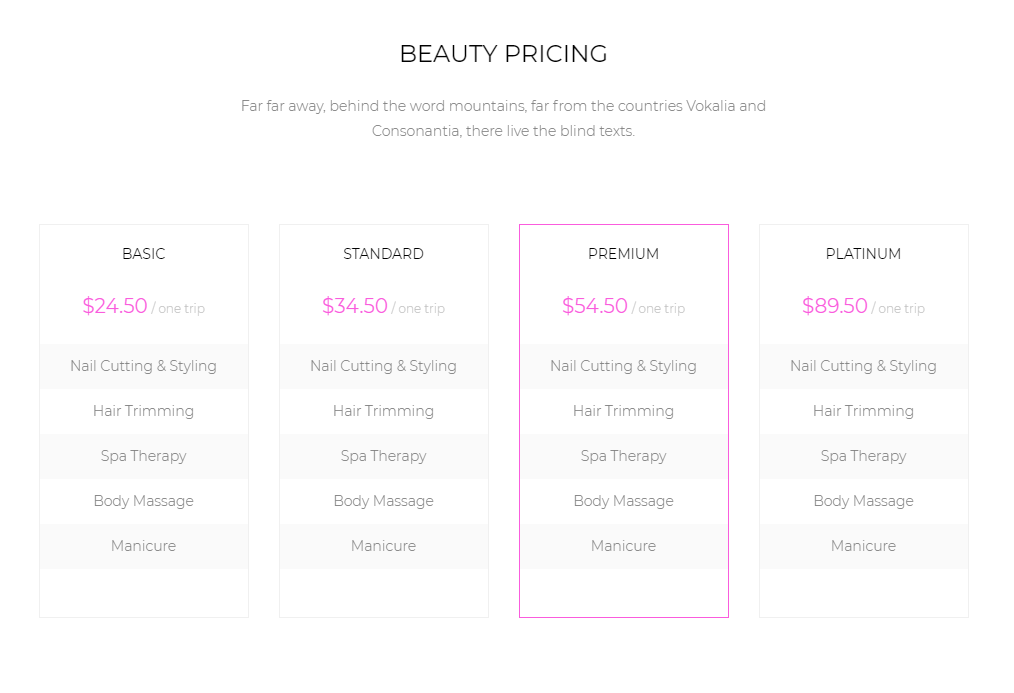 BEAUTY PRICING
Far far away, behind the word mountains, far from the countries Vokalia and
Consonantia, there live the blind texts.
BASIC
$24.50 / one trip
Nail Cutting & Styling
Hair Trimming
Spa Therapy
Body Massage
Manicure
STANDARD
$34.50 / one trip
Nail Cutting & Styling
Hair Trimming
Spa Therapy
Body Massage
Manicure
PREMIUM
$54.50 / one trip
Nail Cutting & Styling
Hair Trimming
Spa Therapy
Body Massage
Manicure
PLATINUM
$89.50 / one trip
Nail Cutting & Styling
Hair Trimming
Spa Therapy
Body Massage
Manicure